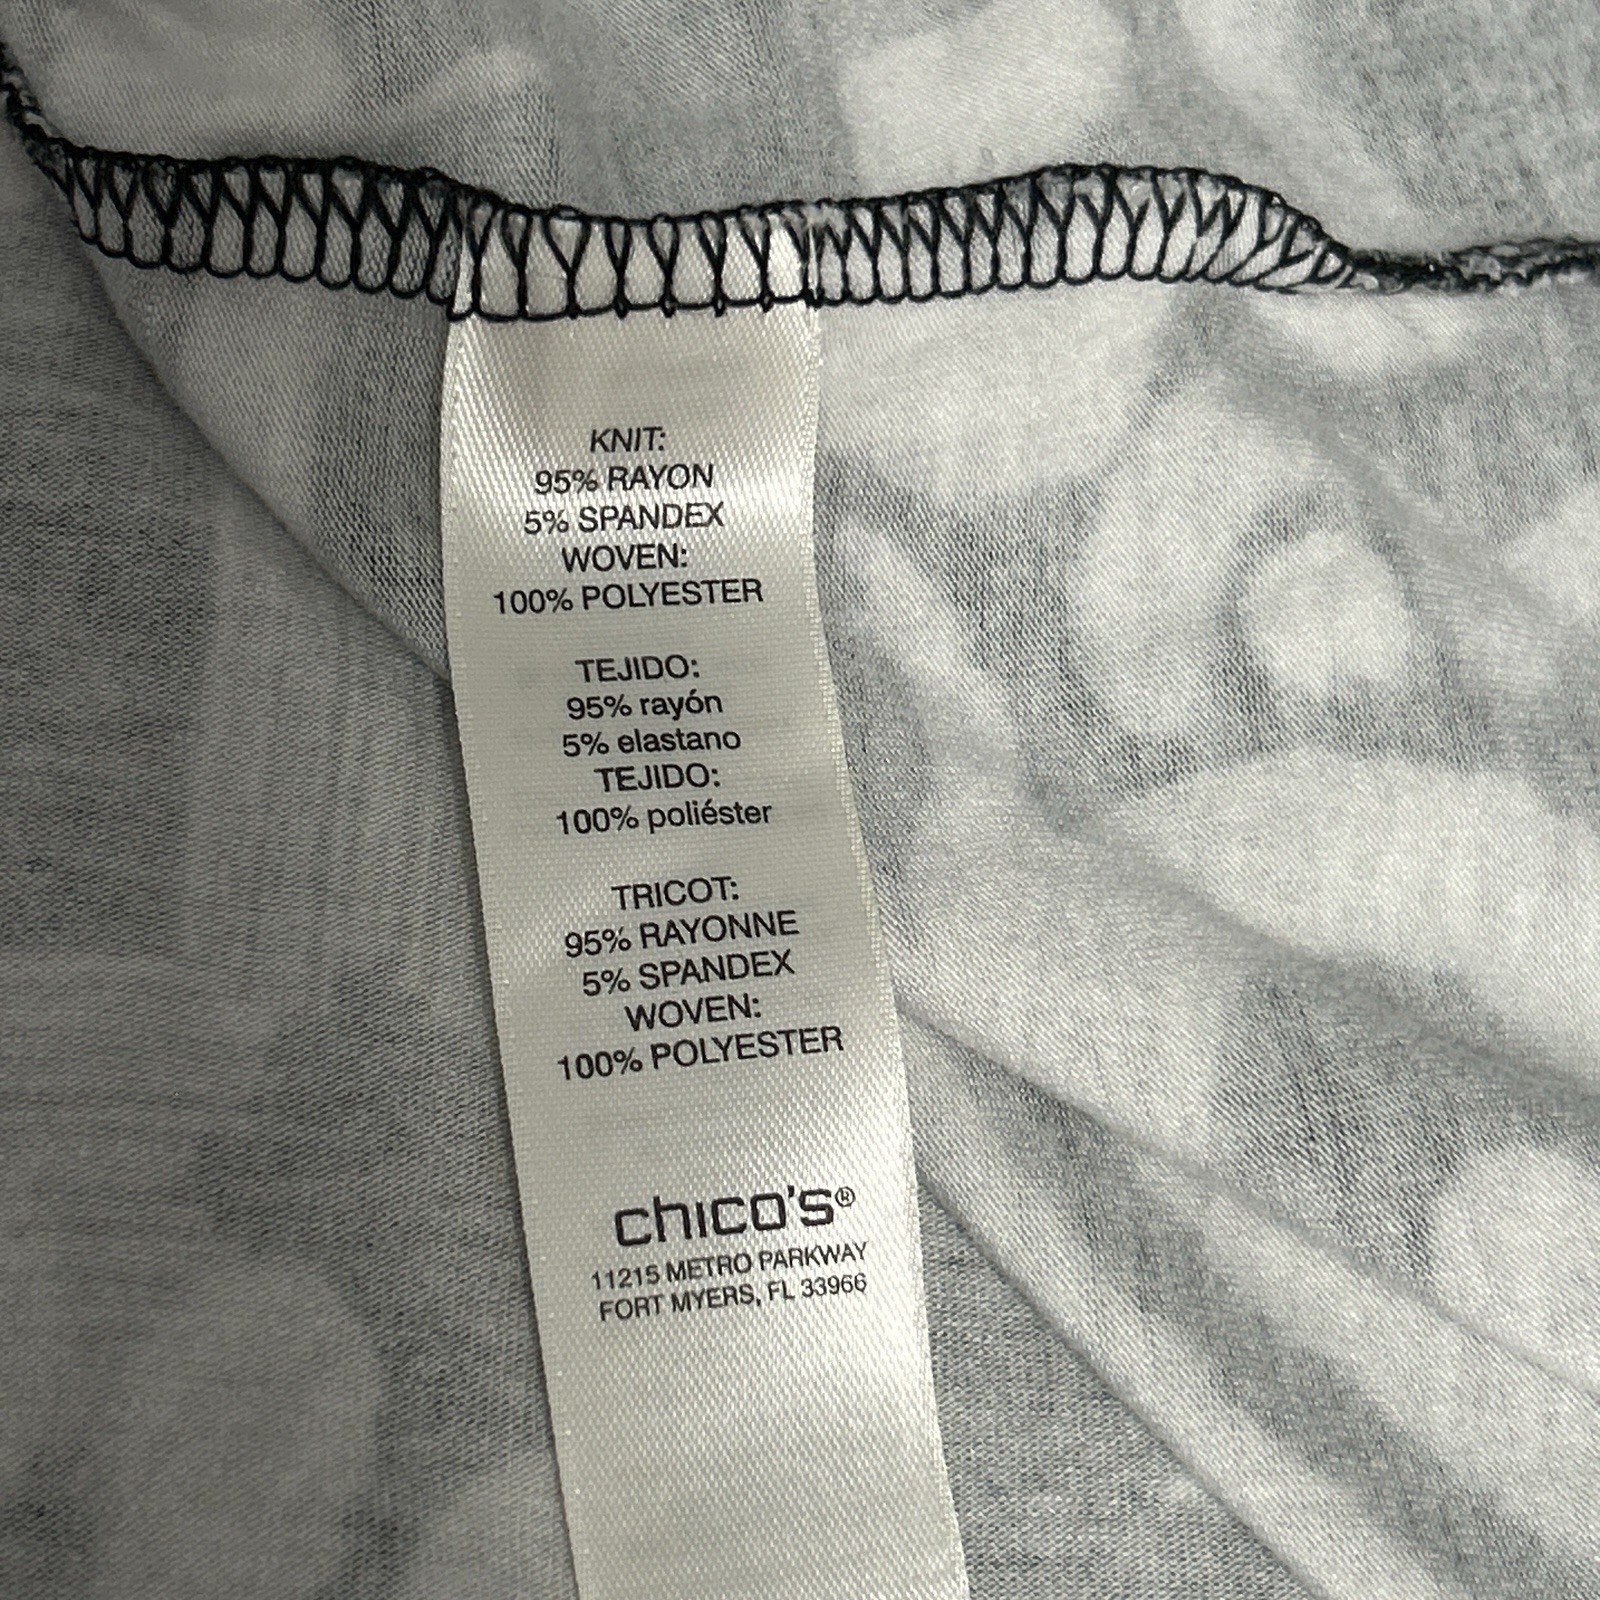 KNIT:
95% RAYON
5% SPANDEX
WOVEN:
100% POLYESTER
TEJIDO:
95% rayón
5% elastano
TEJIDO:
100% poliéster
TRICOT:
95% RAYONNE
5% SPANDEX
WOVEN:
100% POLYESTER
chico's®
11215 METRO PARKWAY
FORT MYERS, FL 33966